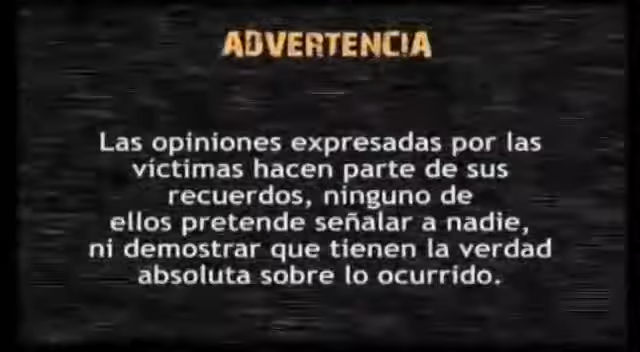 ADVERTENCIA
Las opiniones expresadas por las
víctimas hacen parte de sus
recuerdos, ninguno de
ellos pretende señalar a nadie,
ni demostrar que tienen la verdad
absoluta sobre lo ocurrido.